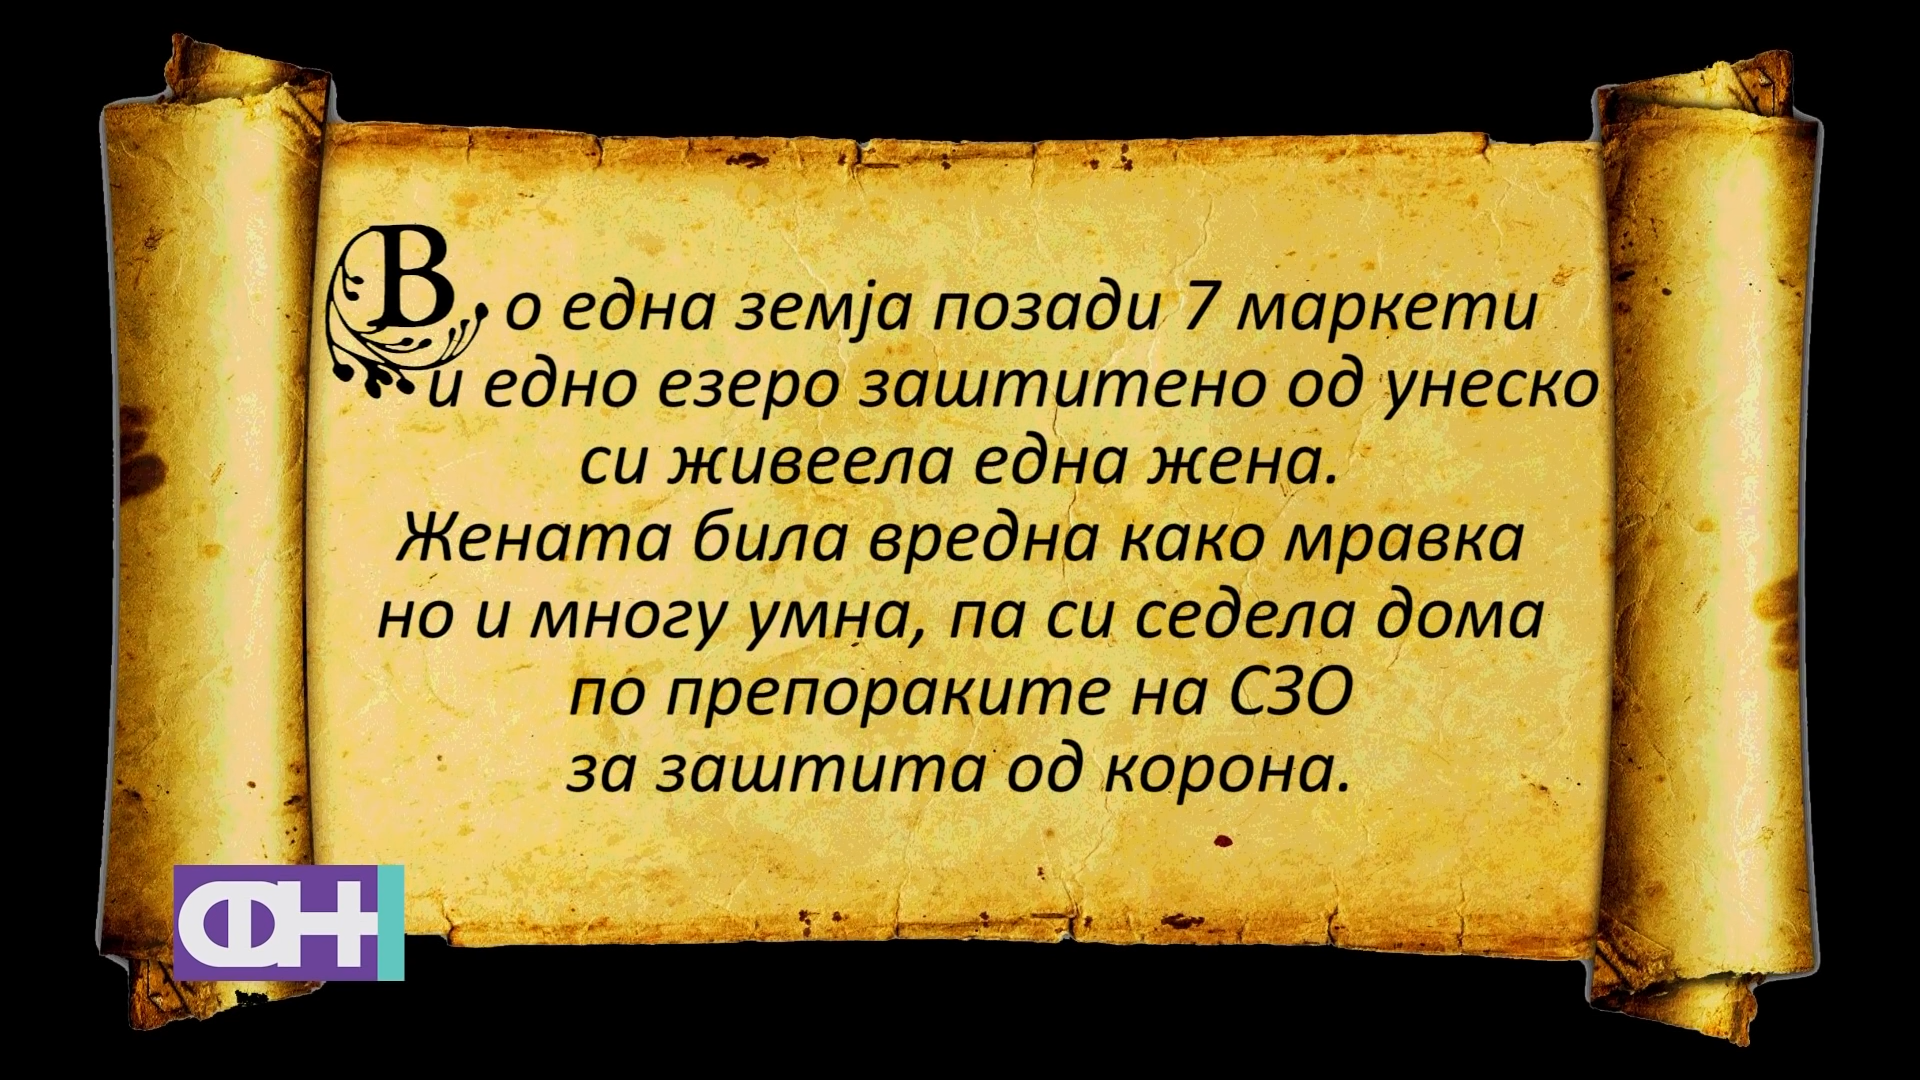 Во една земја позади 7 маркети
и едно езеро заштитено од унеско
си живеела една жена.
Жената била вредна како мравка
но и многу умна, па си седела дома
по препораките на СЗО
за заштита од корона.
ФН